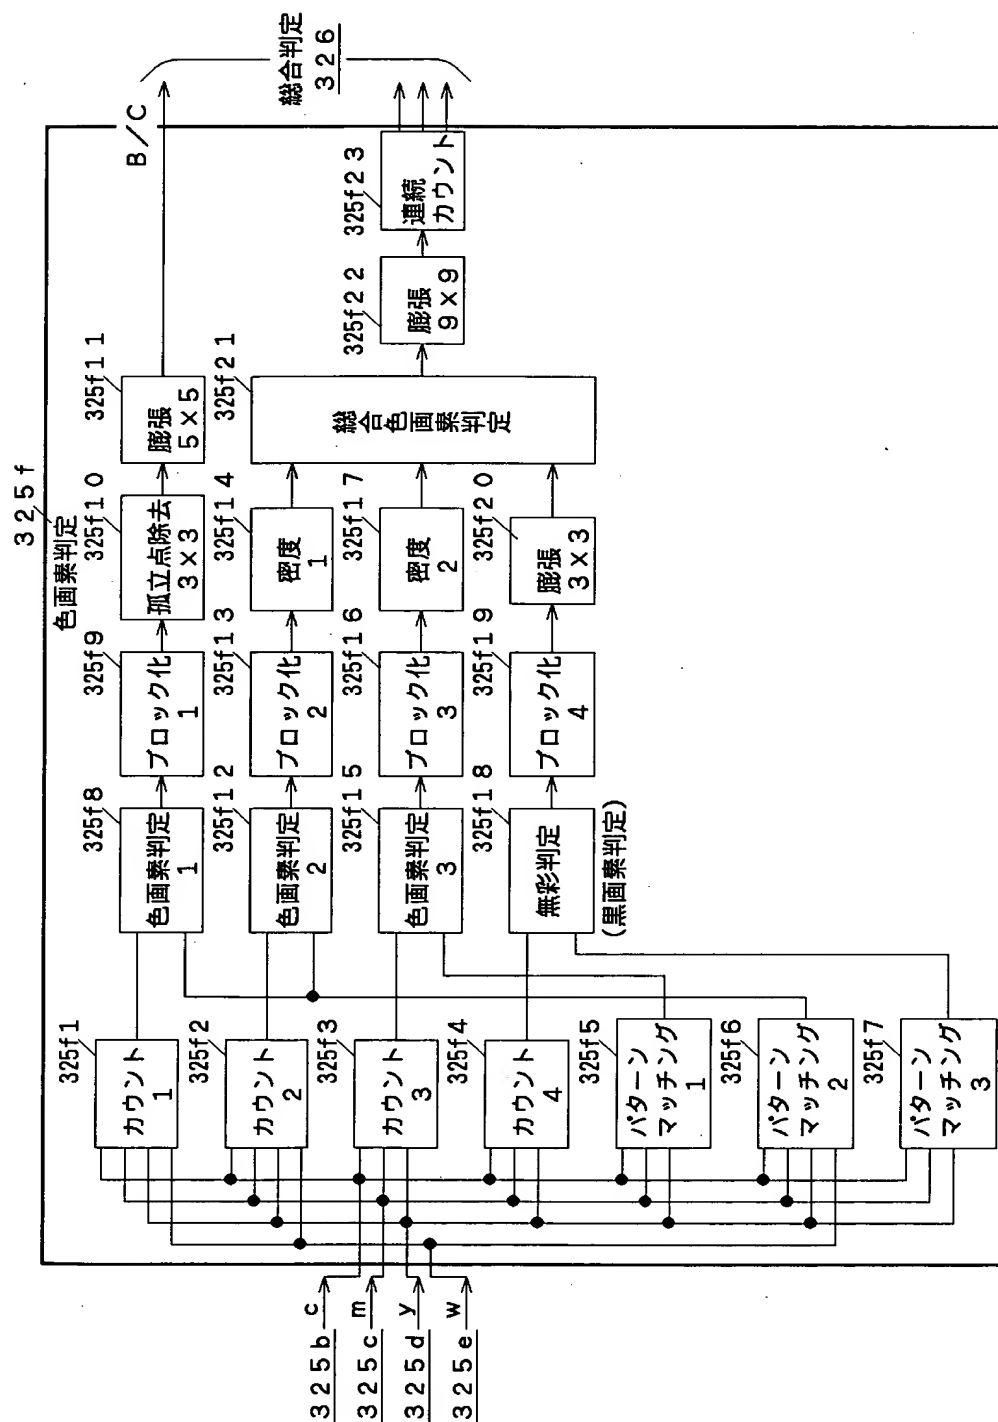 325f
色画素判定
325b
c
325c
m
325d
y
325e
w
325f1
カウント
1
325f2
カウント
2
325f3
カウント
3
325f4
カウント
4
325f5
パターン
マッチング
1
325f6
パターン
マッチング
2
325f7
パターン
マッチング
3
325f8
色画素判定
1
325f9
ブロック化
1
325f10
孤立点除去
3×3
325f11
膨張
5×5
B/C
325f12
色画素判定
2
325f13
ブロック化
2
325f14
密度
1
325f15
色画素判定
3
325f16
ブロック化
3
325f17
密度
2
325f18
無彩判定
(黒画素判定)
325f19
ブロック化
4
325f20
膨張
3×3
325f21
総合色画素判定
325f22
膨張
9×9
325f23
連続
カウント
総合判定
326